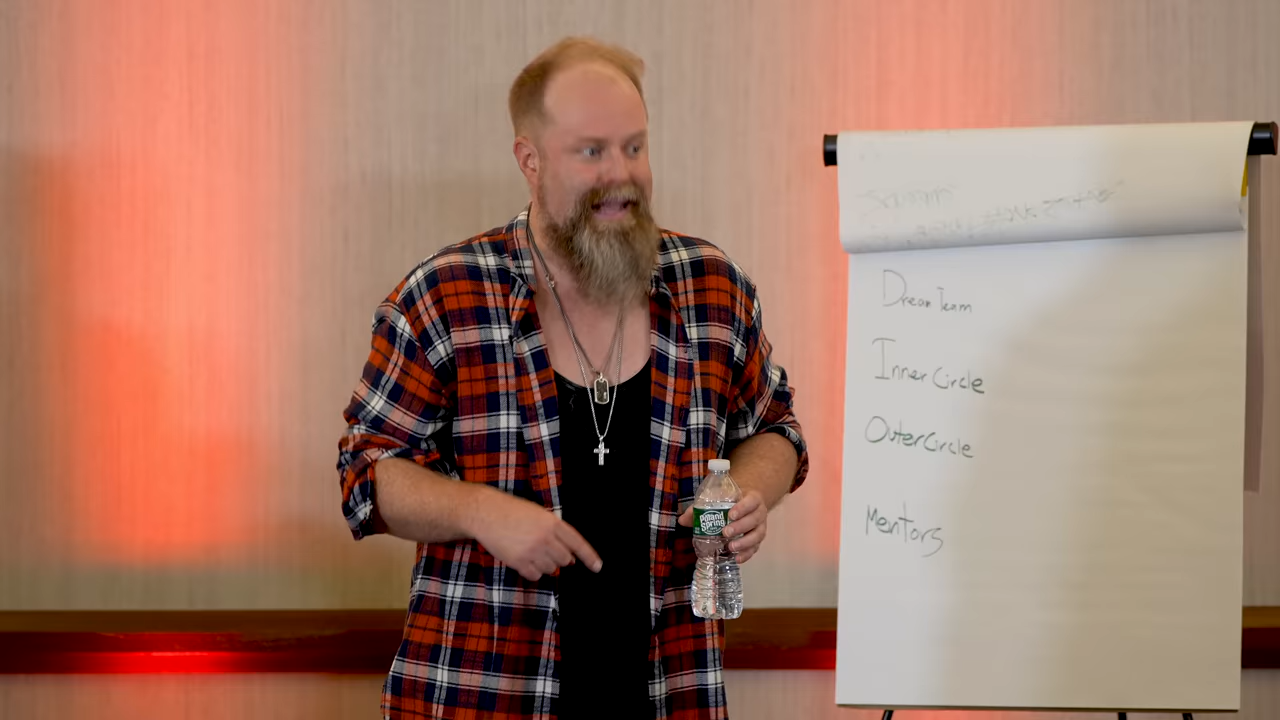 Dream Team
Inner Circle
Outer Circle
Mentors
Poland
Spring